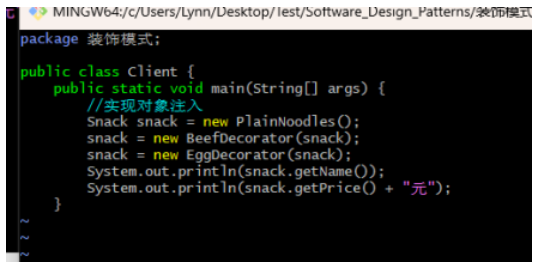 MINGW64:/c/Users/Lynn/Desktop/Test/Software_Design_Patterns/装饰模式
package 装饰模式;
public class Client {
    public static void main(String[] args) {
        //实现对象注入
        Snack snack = new PlainNoodles();
        snack = new BeefDecorator(snack);
        snack = new EggDecorator(snack);
        System.out.println(snack.getName());
        System.out.println(snack.getPrice() + "元");
    }
~
~
~